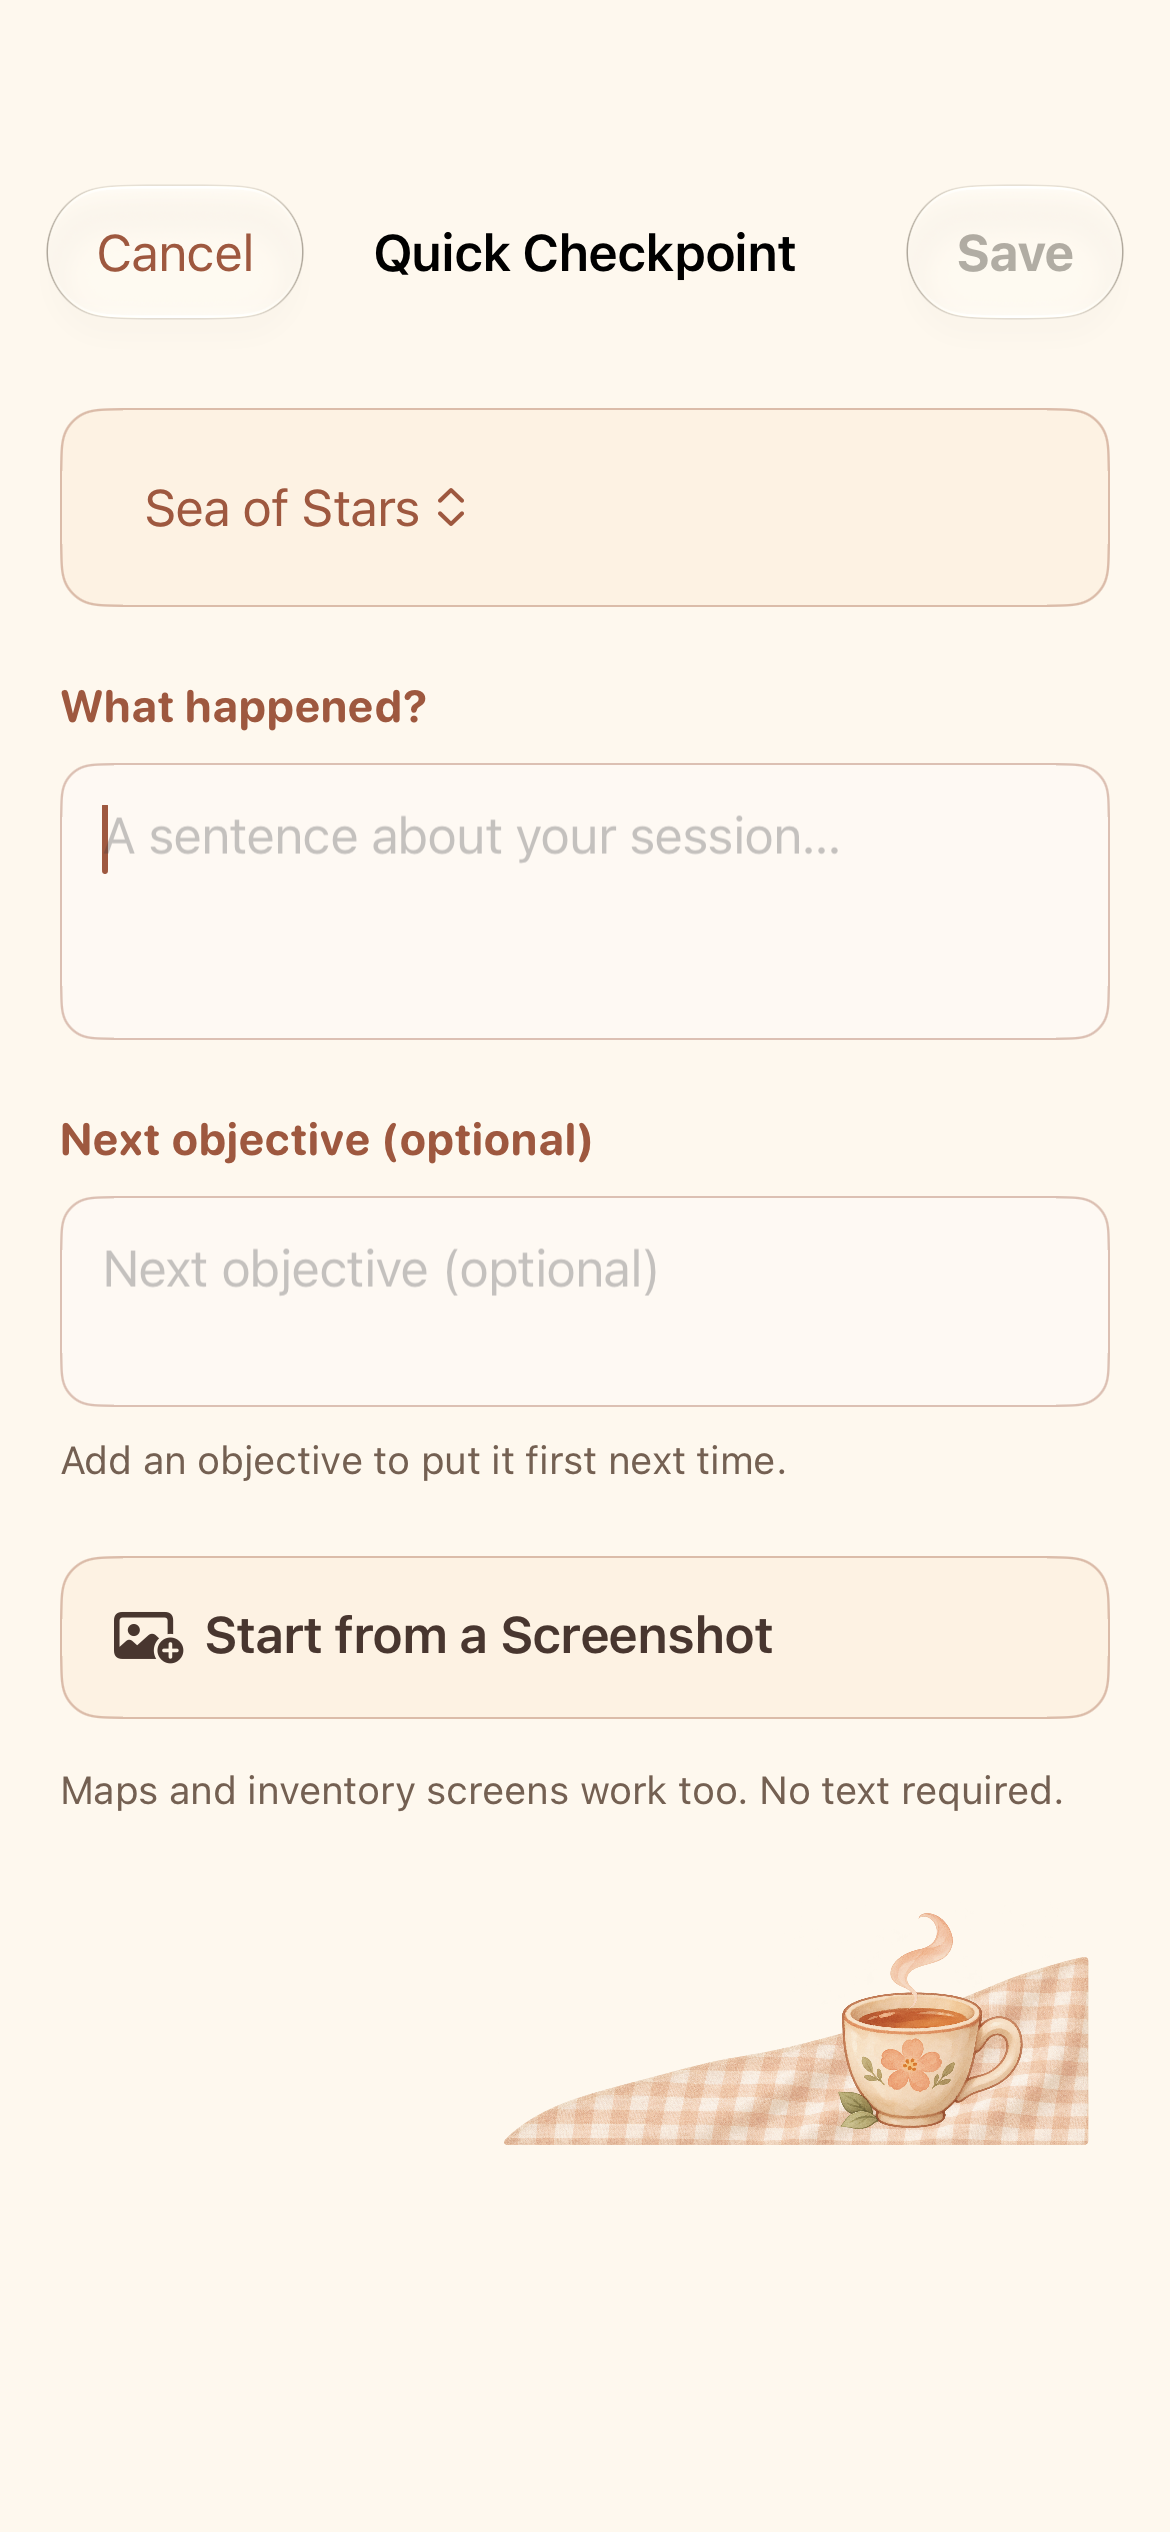 Cancel
Quick Checkpoint
Save
Sea of Stars
What happened?
A sentence about your session...
Next objective (optional)
Next objective (optional)
Add an objective to put it first next time.
Start from a Screenshot
Maps and inventory screens work too. No text required.